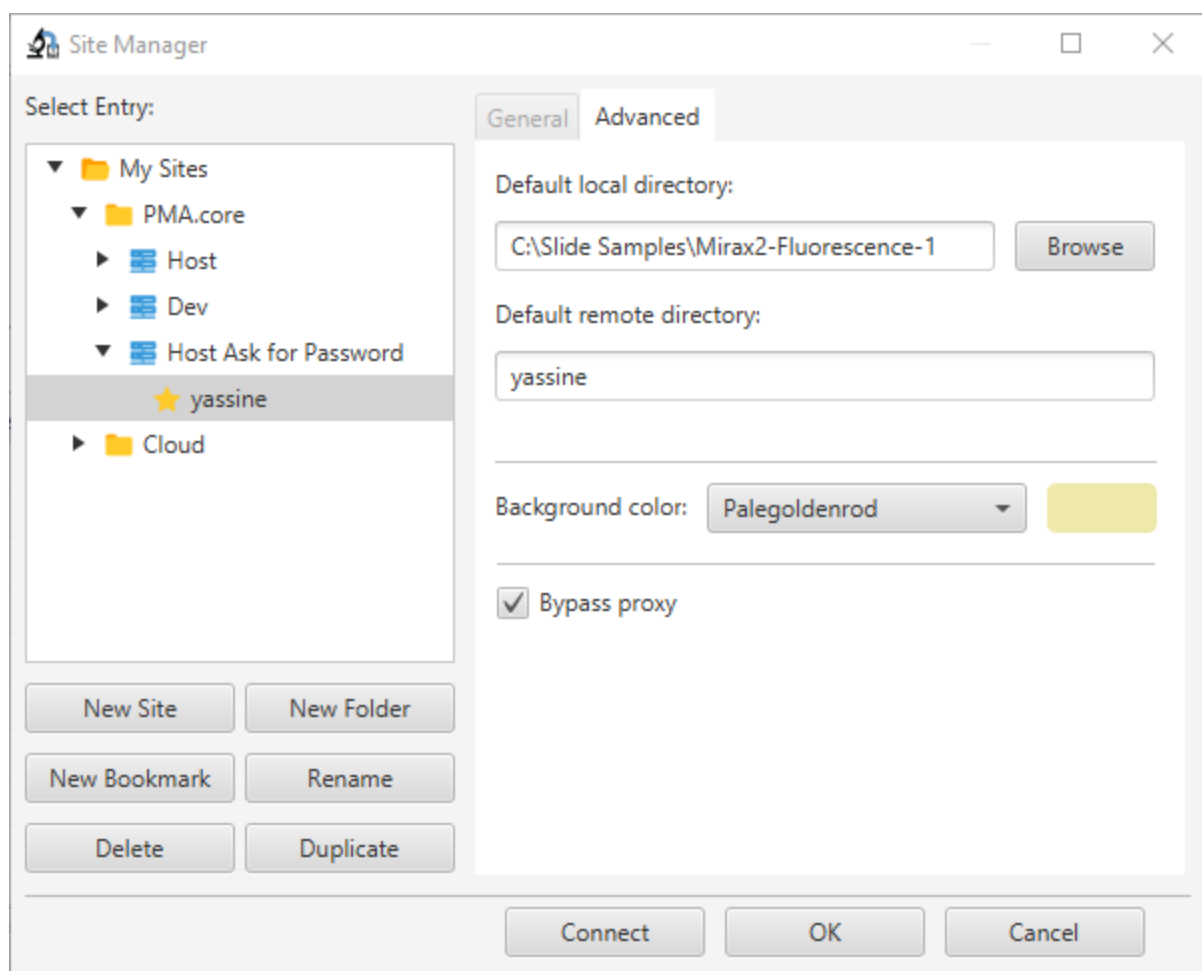 Site Manager
Select Entry:
My Sites
PMA.core
Host
Dev
Host Ask for Password
yassine
Cloud
New Site
New Folder
New Bookmark
Rename
Delete
Duplicate
General
Advanced
Default local directory:
C:\Slide Samples\Mirax2-Fluorescence-1
Browse
Default remote directory:
yassine
Background color:
Palegoldenrod
Bypass proxy
Connect
OK
Cancel